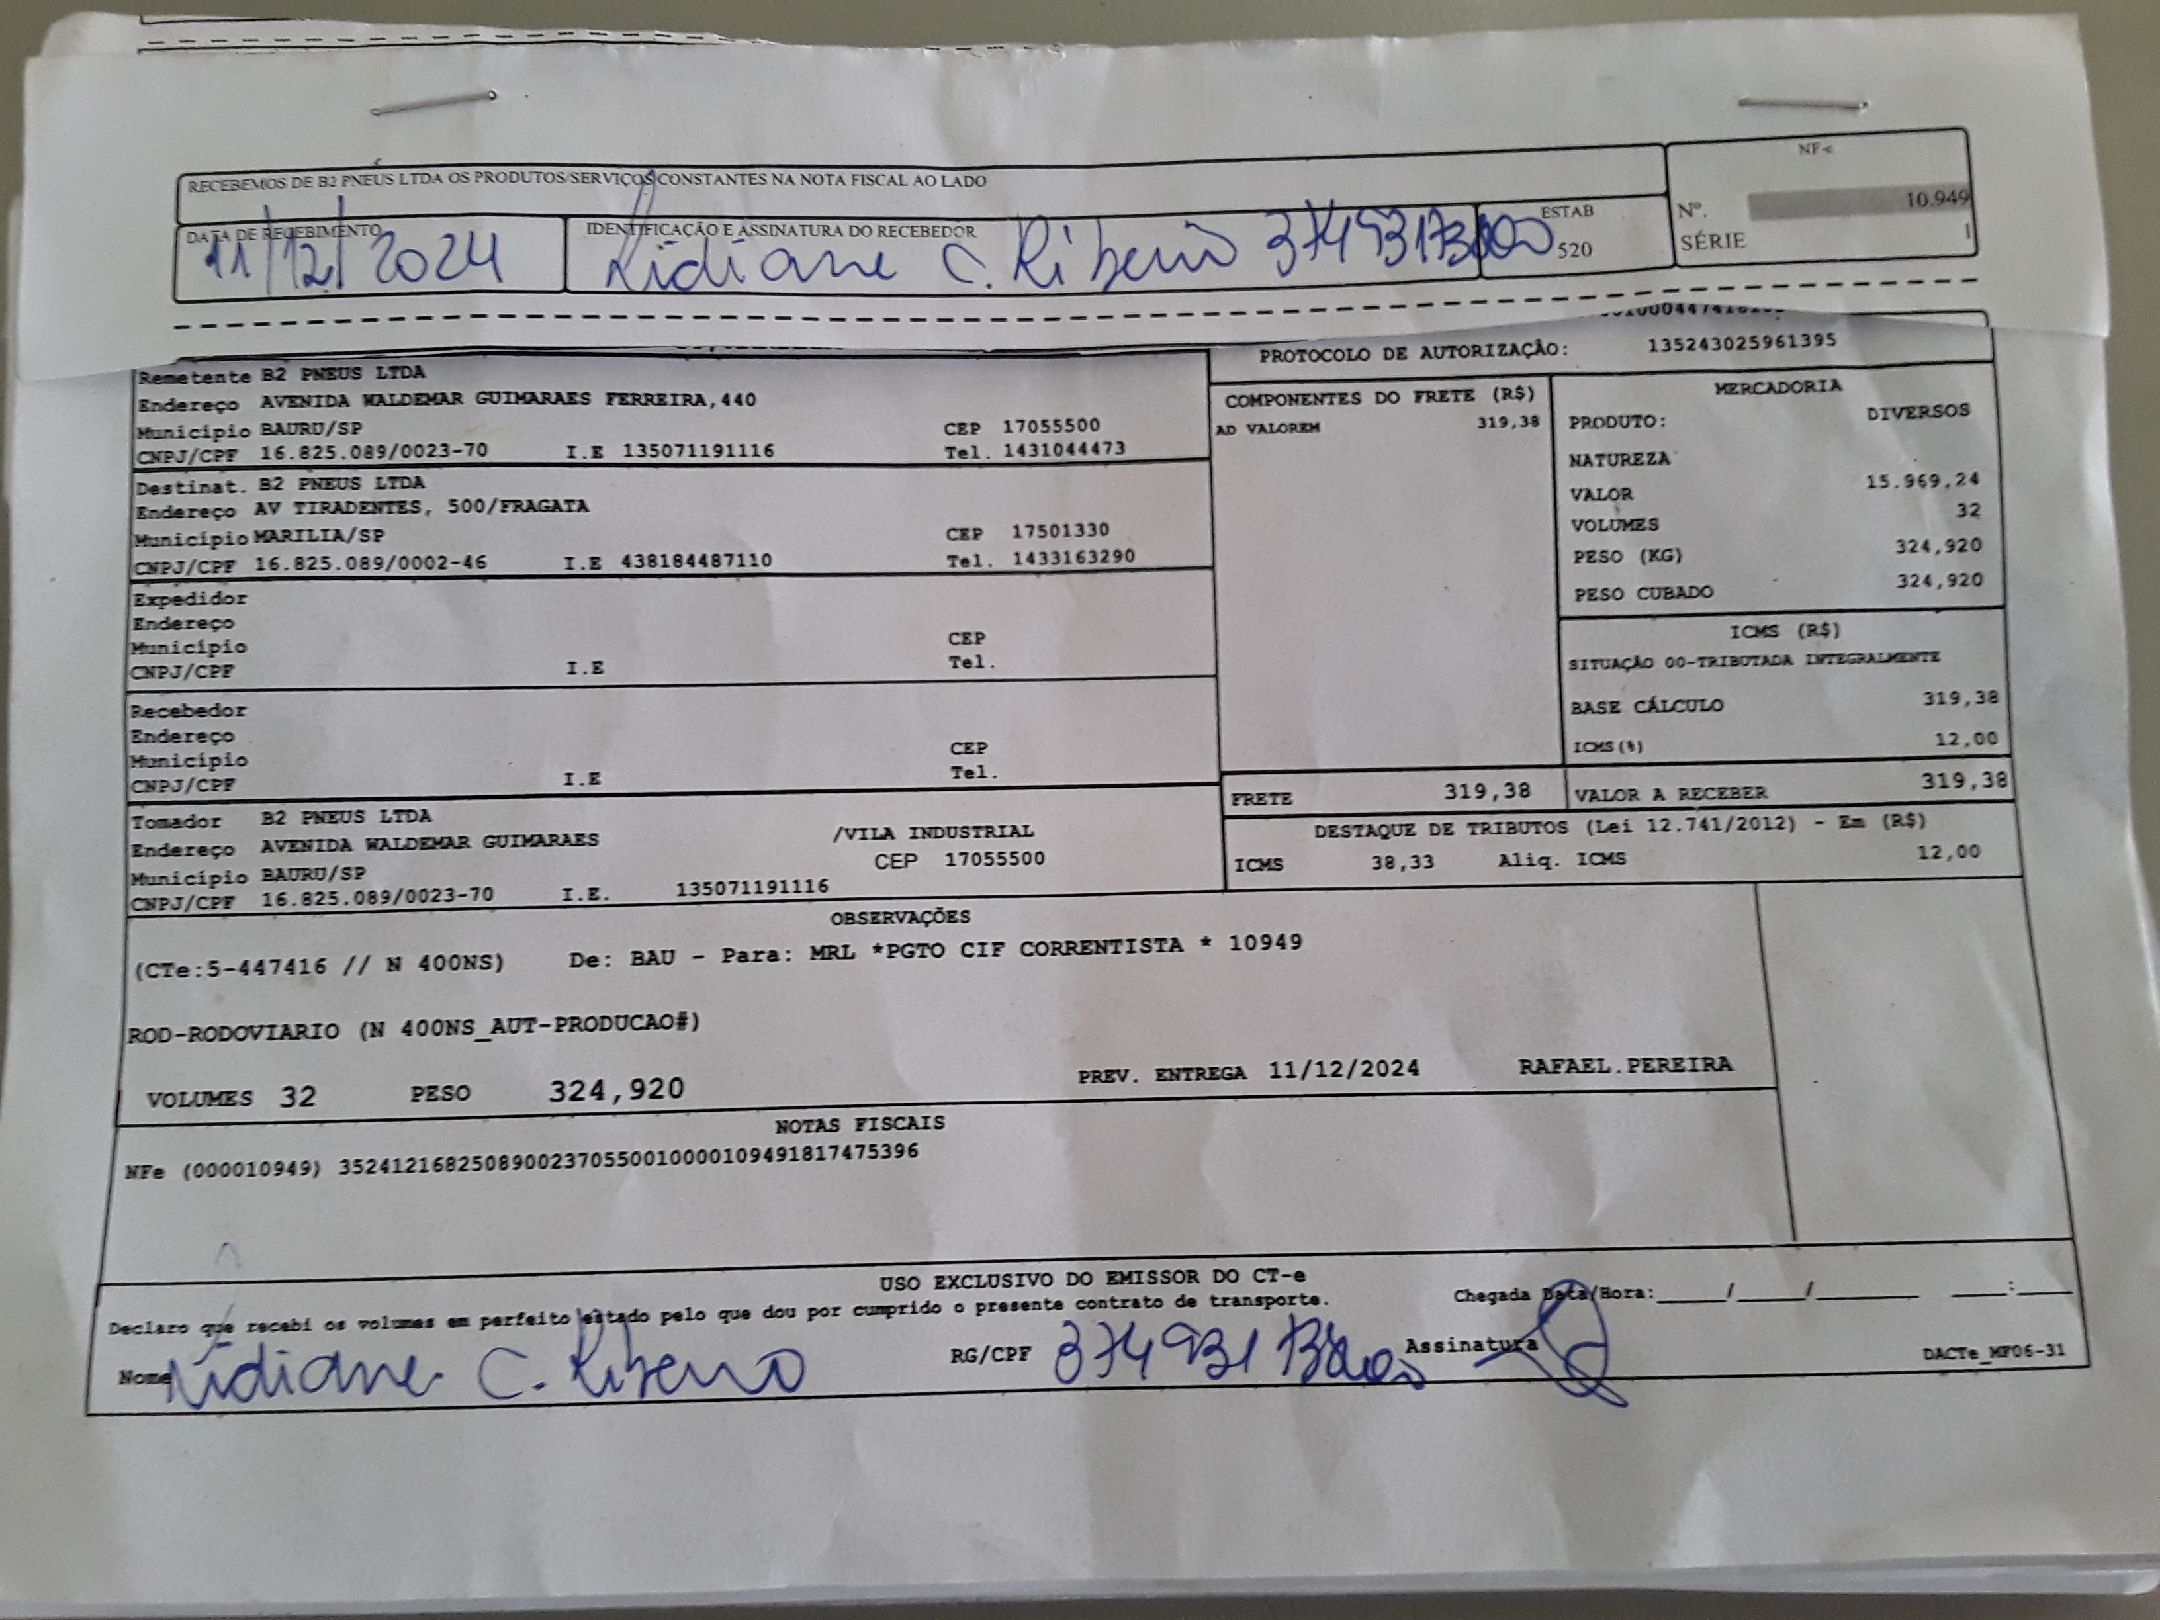 RECEBEMOS DE B2 PNEUS LTDA OS PRODUTOS/SERVIÇOS CONSTANTES NA NOTA FISCAL AO LADO
NF-e
Nº. 10.949
SÉRIE 1
DATA DE RECEBIMENTO
11/12/2024
IDENTIFICAÇÃO E ASSINATURA DO RECEBEDOR
C. Ribeiro
ESTAB
520
PROTOCOLO DE AUTORIZAÇÃO: 135243025961395
Remetente B2 PNEUS LTDA
Endereço AVENIDA WALDEMAR GUIMARAES FERREIRA,440
Município BAURU/SP CEP 17055500
CNPJ/CPF 16.825.089/0023-70 I.E 135071191116 Tel. 1431044473
Destinat. B2 PNEUS LTDA
Endereço AV TIRADENTES, 500/FRAGATA
Município MARILIA/SP CEP 17501330
CNPJ/CPF 16.825.089/0002-46 I.E 438184487110 Tel. 1433163290
Expedidor
Endereço
Município CEP
CNPJ/CPF I.E Tel.
Recebedor
Endereço
Município CEP
CNPJ/CPF I.E Tel.
Tomador B2 PNEUS LTDA
Endereço AVENIDA WALDEMAR GUIMARAES /VILA INDUSTRIAL
Município BAURU/SP CEP 17055500
CNPJ/CPF 16.825.089/0023-70 I.E. 135071191116
COMPONENTES DO FRETE (R$)
AD VALOREM 319,38
MERCADORIA
PRODUTO: DIVERSOS
NATUREZA
VALOR 15.969,24
VOLUMES 32
PESO (KG) 324,920
PESO CUBADO 324,920
ICMS (R$)
SITUAÇÃO 00-TRIBUTADA INTEGRALMENTE
BASE CÁLCULO 319,38
ICMS(%) 12,00
FRETE 319,38 VALOR A RECEBER 319,38
DESTAQUE DE TRIBUTOS (Lei 12.741/2012) - Em (R$)
ICMS 38,33 Aliq. ICMS 12,00
OBSERVAÇÕES
(CTe:5-447416 // N 400NS) De: BAU - Para: MRL *PGTO CIF CORRENTISTA * 10949
ROD-RODOVIARIO (N 400NS_AUT-PRODUCAO#)
VOLUMES 32 PESO 324,920 PREV. ENTREGA 11/12/2024 RAFAEL.PEREIRA
NOTAS FISCAIS
NFe (000010949) 35241216825089002370550010000109491817475396
USO EXCLUSIVO DO EMISSOR DO CT-e
Declaro que recebi os volumes em perfeito estado pelo que dou por cumprido o presente contrato de transporte.
Chegada Data/Hora:_____/_____/_______ ____:____
Nome C. Ribeiro RG/CPF Assinatura
DACTe_MF06-31